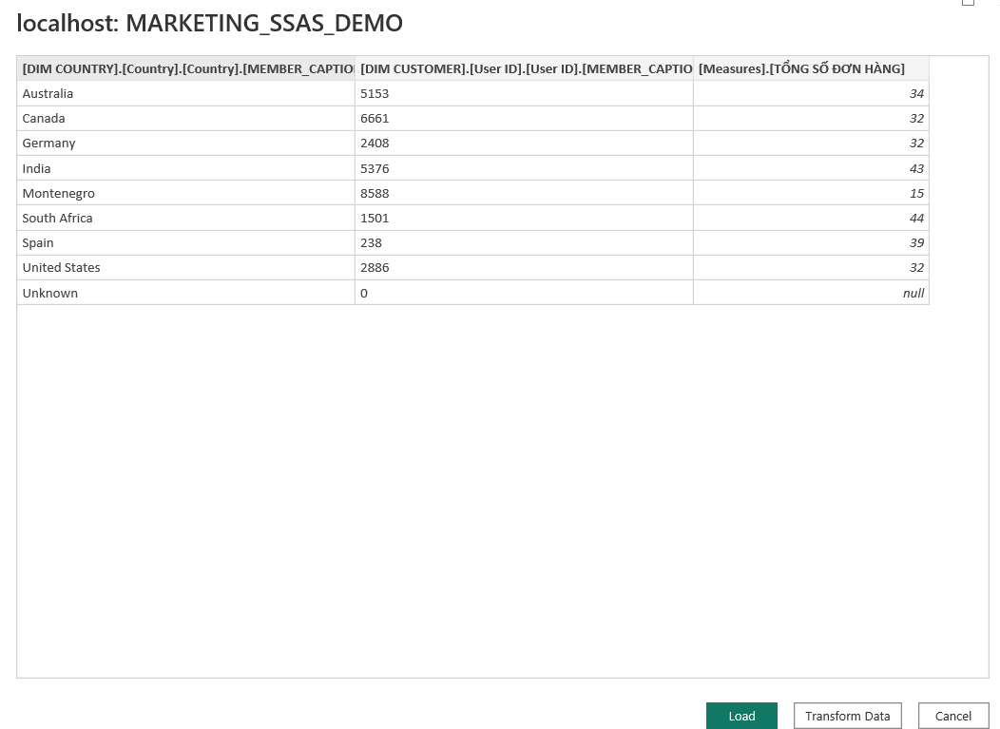 localhost: MARKETING_SSAS_DEMO
[DIM COUNTRY].[Country].[Country].[MEMBER_CAPTIO [DIM CUSTOMER].[User ID].[User ID].[MEMBER_CAPTIO [Measures].[TỔNG SỐ ĐƠN HÀNG]
Australia 5153 34
Canada 6661 32
Germany 2408 32
India 5376 43
Montenegro 8588 15
South Africa 1501 44
Spain 238 39
United States 2886 32
Unknown 0 null
Load Transform Data Cancel